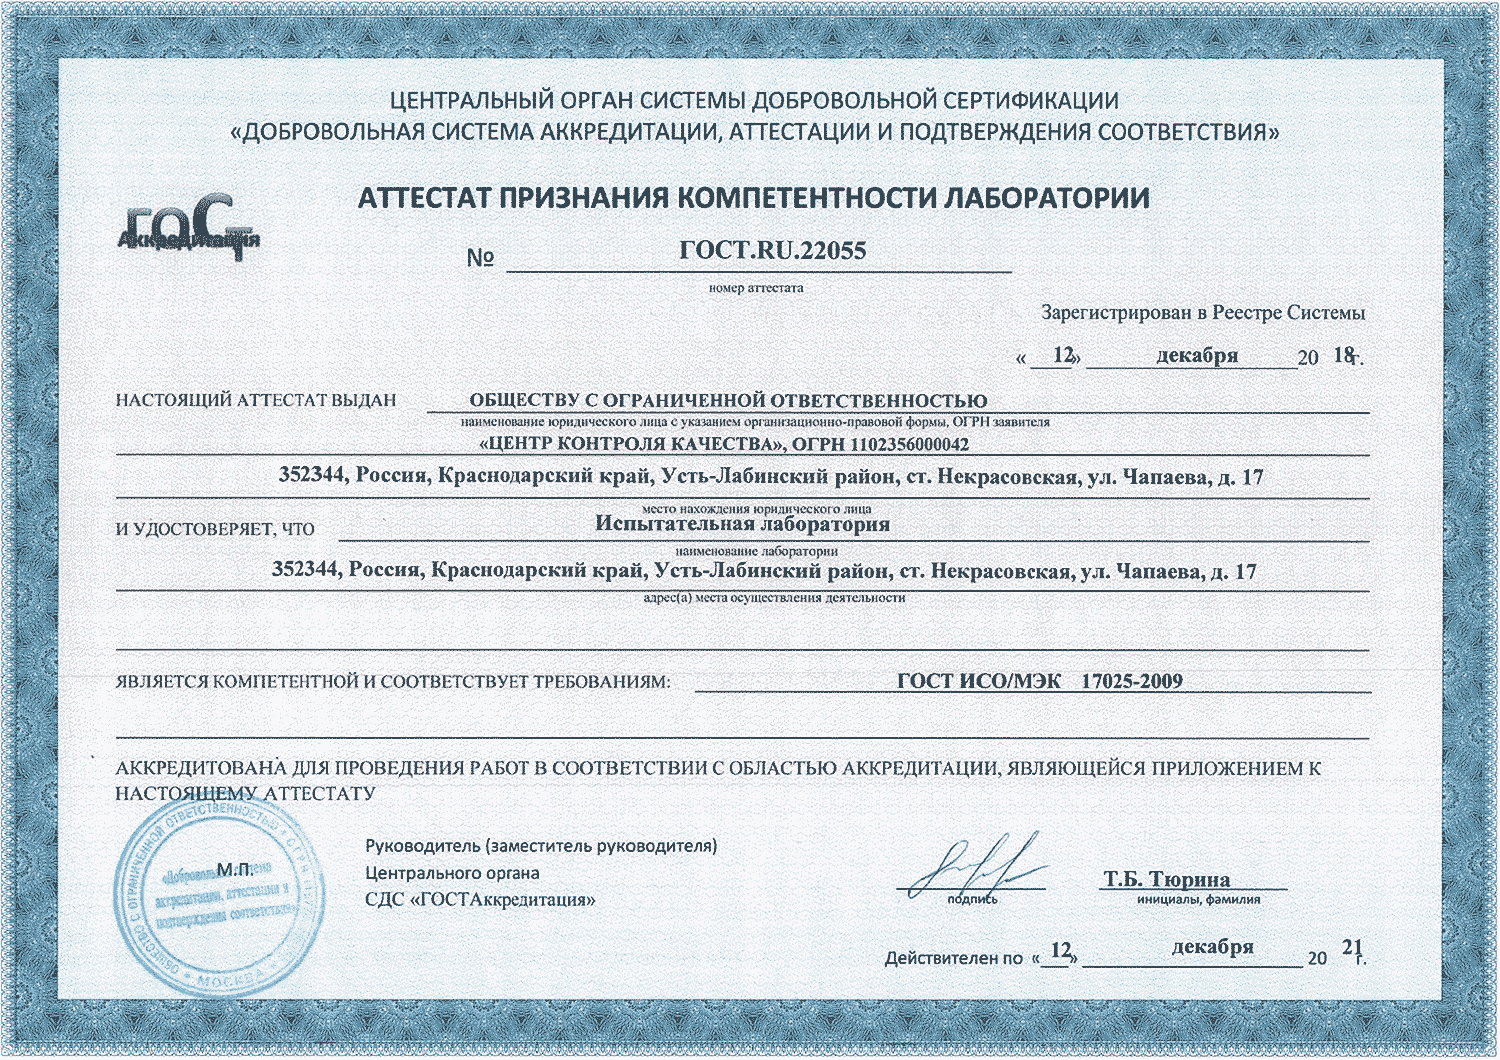 ЦЕНТРАЛЬНЫЙ ОРГАН СИСТЕМЫ ДОБРОВОЛЬНОЙ СЕРТИФИКАЦИИ
«ДОБРОВОЛЬНАЯ СИСТЕМА АККРЕДИТАЦИИ, АТТЕСТАЦИИ И ПОДТВЕРЖДЕНИЯ СООТВЕТСТВИЯ»
ГОСТ
Аккредитация
АТТЕСТАТ ПРИЗНАНИЯ КОМПЕТЕНТНОСТИ ЛАБОРАТОРИИ
№ ГОСТ.RU.22055
номер аттестата
Зарегистрирован в Реестре Системы
« 12» декабря 20 18г.
НАСТОЯЩИЙ АТТЕСТАТ ВЫДАН ОБЩЕСТВУ С ОГРАНИЧЕННОЙ ОТВЕТСТВЕННОСТЬЮ
наименование юридического лица с указанием организационно-правовой формы, ОГРН заявителя
«ЦЕНТР КОНТРОЛЯ КАЧЕСТВА», ОГРН 1102356000042
352344, Россия, Краснодарский край, Усть-Лабинский район, ст. Некрасовская, ул. Чапаева, д. 17
место нахождения юридического лица
И УДОСТОВЕРЯЕТ, ЧТО Испытательная лаборатория
наименование лаборатории
352344, Россия, Краснодарский край, Усть-Лабинский район, ст. Некрасовская, ул. Чапаева, д. 17
адрес(а) места осуществления деятельности
ЯВЛЯЕТСЯ КОМПЕТЕНТНОЙ И СООТВЕТСТВУЕТ ТРЕБОВАНИЯМ: ГОСТ ИСО/МЭК 17025-2009
АККРЕДИТОВАНА ДЛЯ ПРОВЕДЕНИЯ РАБОТ В СООТВЕТСТВИИ С ОБЛАСТЬЮ АККРЕДИТАЦИИ, ЯВЛЯЮЩЕЙСЯ ПРИЛОЖЕНИЕМ К
НАСТОЯЩЕМУ АТТЕСТАТУ
ОБЩЕСТВО С ОГРАНИЧЕННОЙ ОТВЕТСТВЕННОСТЬЮ
МОСКВА
М.П.
«Добровольная система
аккредитации, аттестации и
подтверждения соответствия»
Руководитель (заместитель руководителя)
Центрального органа
СДС «ГОСТАккредитация»
подпись
Т.Б. Тюрина
инициалы, фамилия
Действителен по « 12 » декабря 20 21 г.